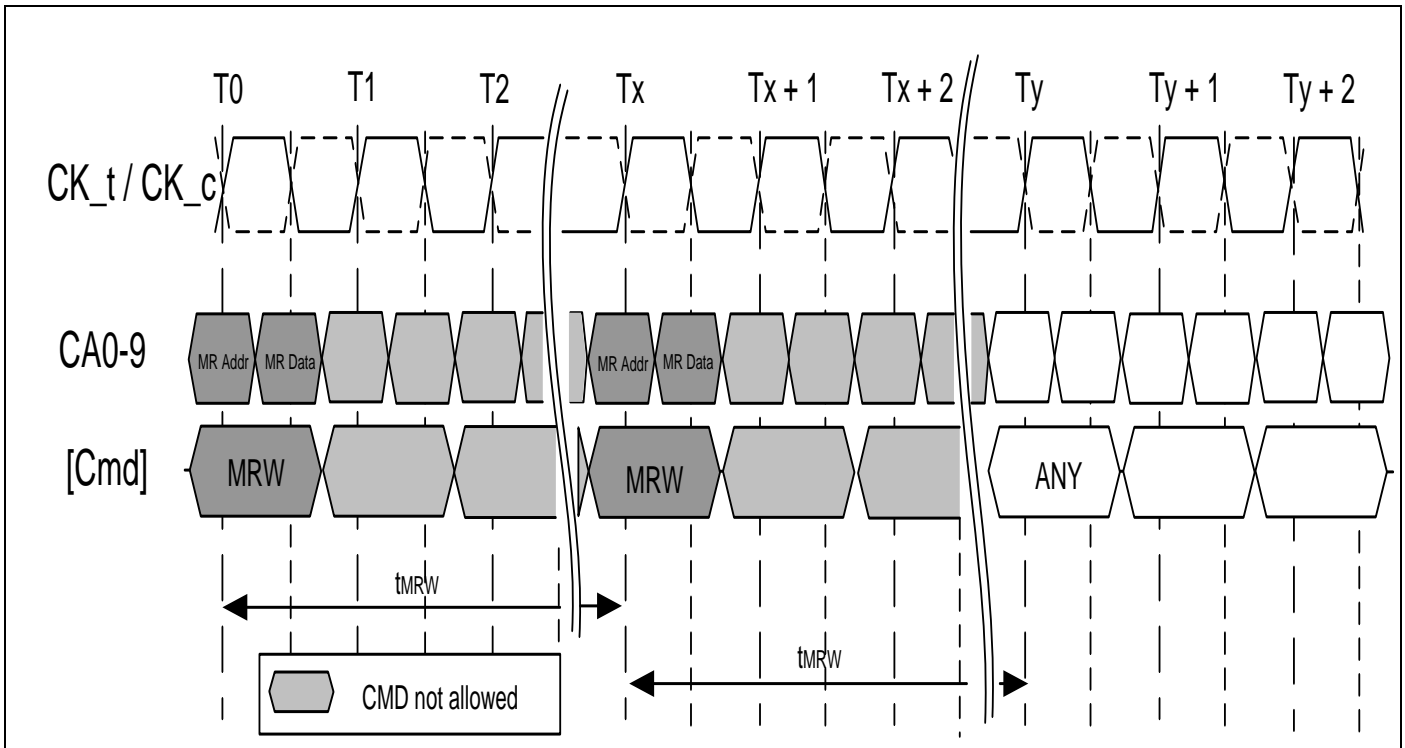 T0 T1 T2 Tx Tx + 1 Tx + 2 Ty Ty + 1 Ty + 2
CK_t / CK_c
CA0-9 MR Addr MR Data MR Addr MR Data
[Cmd] MRW MRW ANY
tMRW
tMRW
CMD not allowed